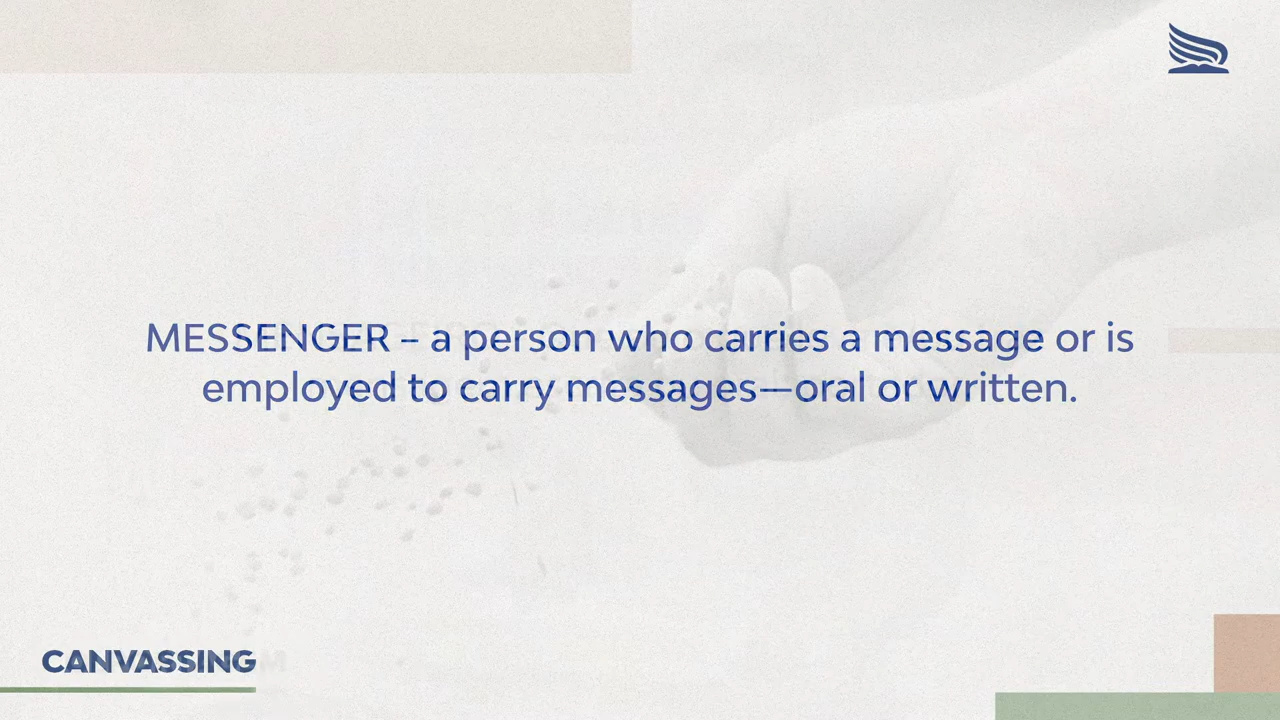 MESSENGER – a person who carries a message or is
employed to carry messages—oral or written.
CANVASSING